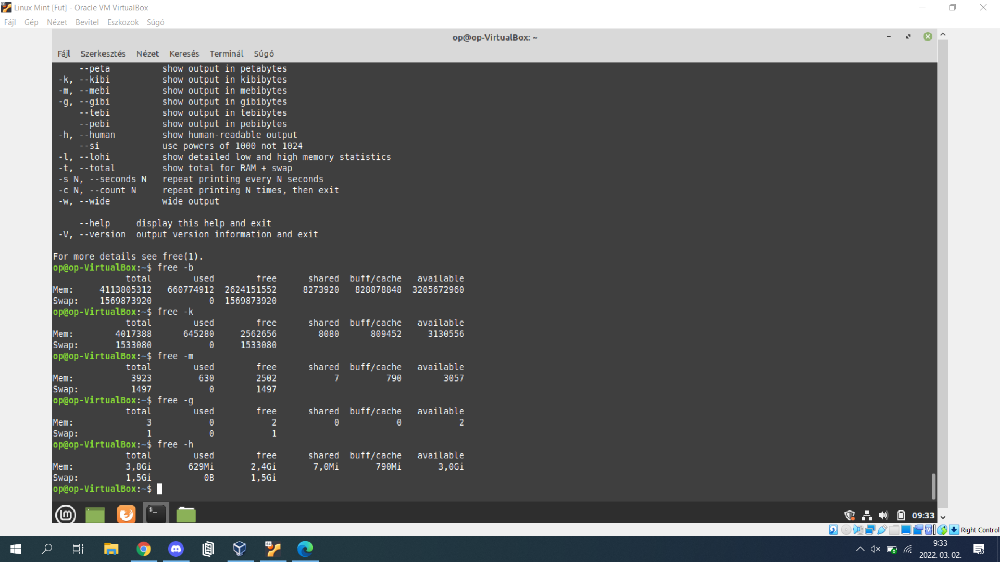 Linux Mint [Fut] - Oracle VM VirtualBox
Fájl Gép Nézet Bevitel Eszközök Súgó
op@op-VirtualBox: ~
Fájl Szerkesztés Nézet Keresés Terminál Súgó
--peta show output in petabytes
-k, --kibi show output in kibibytes
-m, --mebi show output in mebibytes
-g, --gibi show output in gibibytes
--tebi show output in tebibytes
--pebi show output in pebibytes
-h, --human show human-readable output
--si use powers of 1000 not 1024
-l, --lohi show detailed low and high memory statistics
-t, --total show total for RAM + swap
-s N, --seconds N repeat printing every N seconds
-c N, --count N repeat printing N times, then exit
-w, --wide wide output
--help display this help and exit
-V, --version output version information and exit
For more details see free(1).
op@op-VirtualBox:~$ free -b
total used free shared buff/cache available
Mem: 4113805312 660774912 2624151552 8273920 828878848 3205672960
Swap: 1569873920 0 1569873920
op@op-VirtualBox:~$ free -k
total used free shared buff/cache available
Mem: 4017388 645280 2562656 8080 809452 3130556
Swap: 1533080 0 1533080
op@op-VirtualBox:~$ free -m
total used free shared buff/cache available
Mem: 3923 630 2502 7 790 3057
Swap: 1497 0 1497
op@op-VirtualBox:~$ free -g
total used free shared buff/cache available
Mem: 3 0 2 0 0 2
Swap: 1 0 1
op@op-VirtualBox:~$ free -h
total used free shared buff/cache available
Mem: 3,8Gi 629Mi 2,4Gi 7,0Mi 790Mi 3,0Gi
Swap: 1,5Gi 0B 1,5Gi
op@op-VirtualBox:~$
09:33
Right Control
9:33
2022. 03. 02.